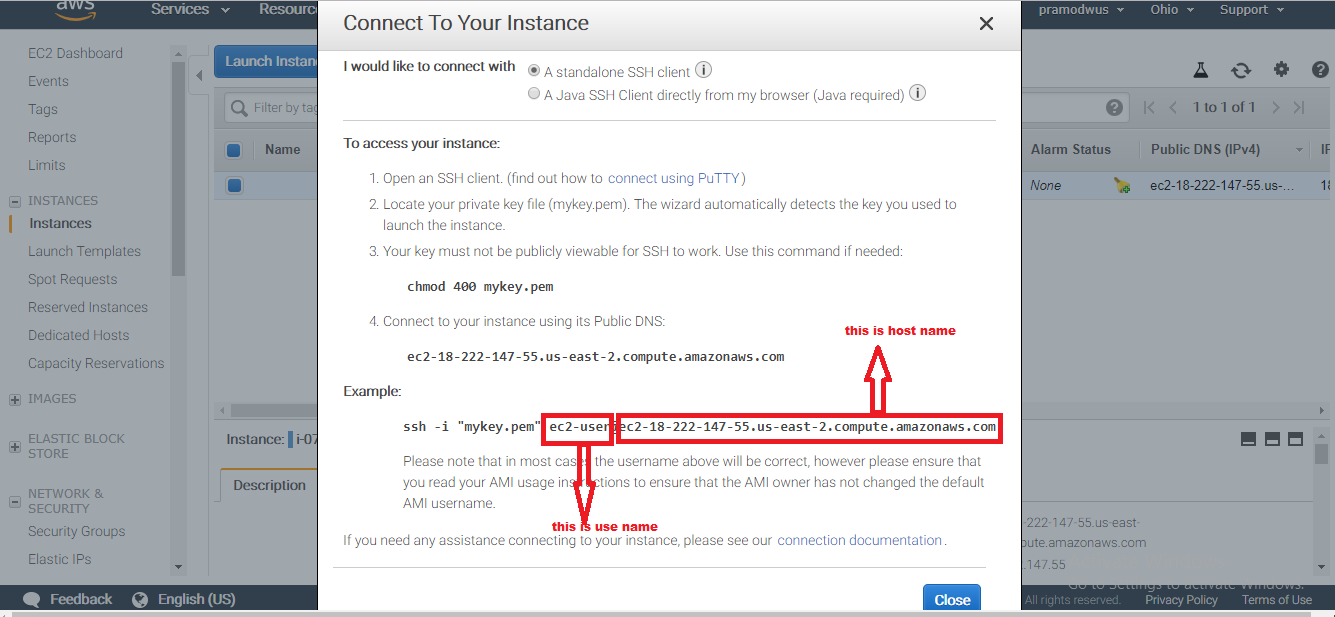 aws
Services
Resourc
pramodwus
Ohio
Support
Connect To Your Instance
EC2 Dashboard
Events
Tags
Reports
Limits
INSTANCES
Instances
Launch Templates
Spot Requests
Reserved Instances
Dedicated Hosts
Capacity Reservations
IMAGES
ELASTIC BLOCK
STORE
NETWORK &
SECURITY
Security Groups
Elastic IPs
Launch Instan
Filter by tag
Name
Instance: i-07
Description
I would like to connect with
A standalone SSH client
A Java SSH Client directly from my browser (Java required)
To access your instance:
1. Open an SSH client. (find out how to connect using PuTTY)
2. Locate your private key file (mykey.pem). The wizard automatically detects the key you used to
launch the instance.
3. Your key must not be publicly viewable for SSH to work. Use this command if needed:
chmod 400 mykey.pem
4. Connect to your instance using its Public DNS:
this is host name
ec2-18-222-147-55.us-east-2.compute.amazonaws.com
Example:
ssh -i "mykey.pem" ec2-user ec2-18-222-147-55.us-east-2.compute.amazonaws.com
Please note that in most cases the username above will be correct, however please ensure that
you read your AMI usage instructions to ensure that the AMI owner has not changed the default
AMI username.
this is use name
If you need any assistance connecting to your instance, please see our connection documentation.
Close
1 to 1 of 1
Alarm Status
Public DNS (IPv4)
IP
None
ec2-18-222-147-55.us-...
18
-222-147-55.us-east-
pute.amazonaws.com
.147.55
Go to Settings to activate Windows.
Feedback
English (US)
All rights reserved.
Privacy Policy
Terms of Use